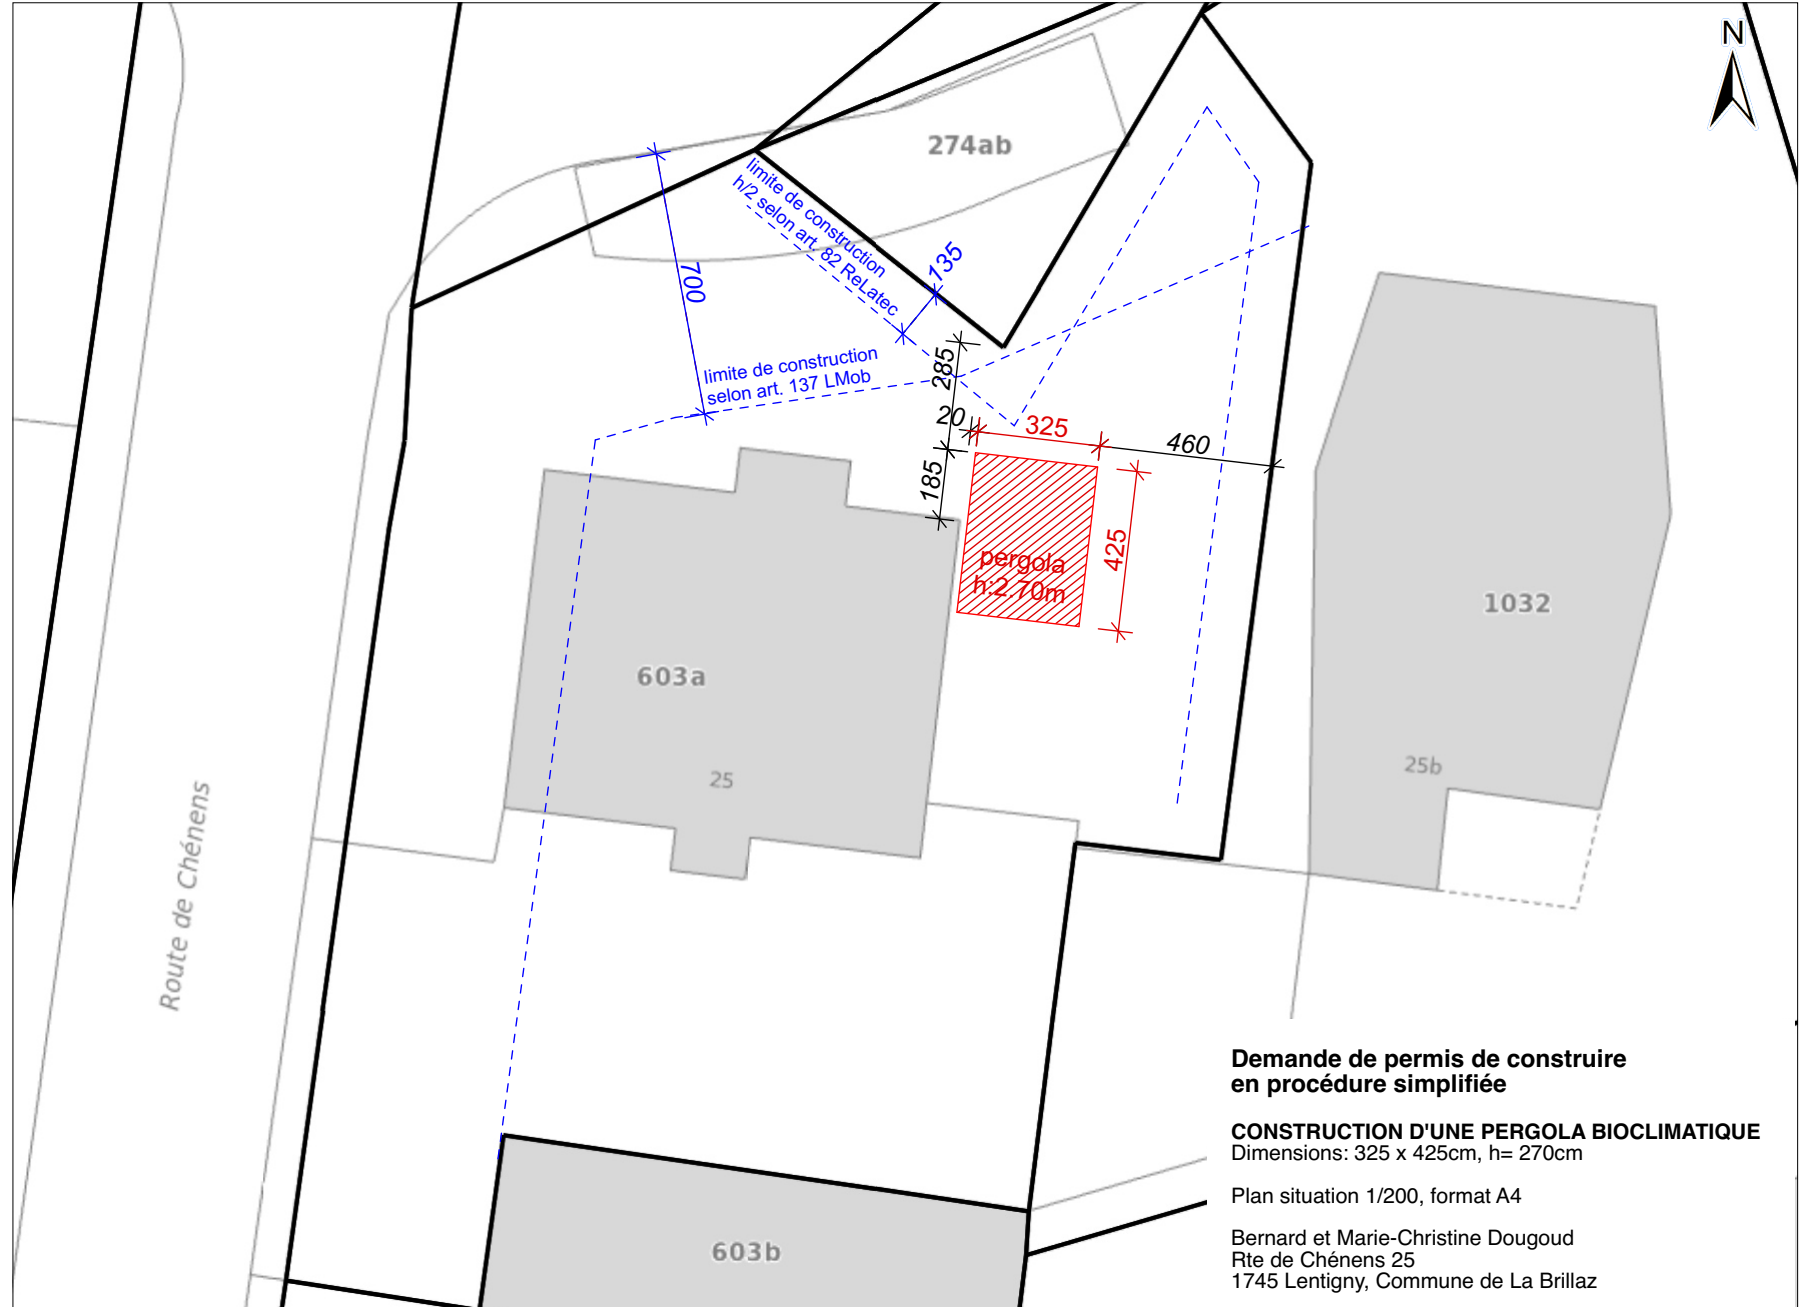 N
274ab
limite de construction
h/2 selon art. 82 ReLatec
135
700
limite de construction
selon art. 137 LMob
285
20
325
460
185
425
pergola
h:2.70m
1032
603a
25
25b
Route de Chénens
603b
Demande de permis de construire
en procédure simplifiée
CONSTRUCTION D'UNE PERGOLA BIOCLIMATIQUE
Dimensions: 325 x 425cm, h= 270cm
Plan situation 1/200, format A4
Bernard et Marie-Christine Dougoud
Rte de Chénens 25
1745 Lentigny, Commune de La Brillaz